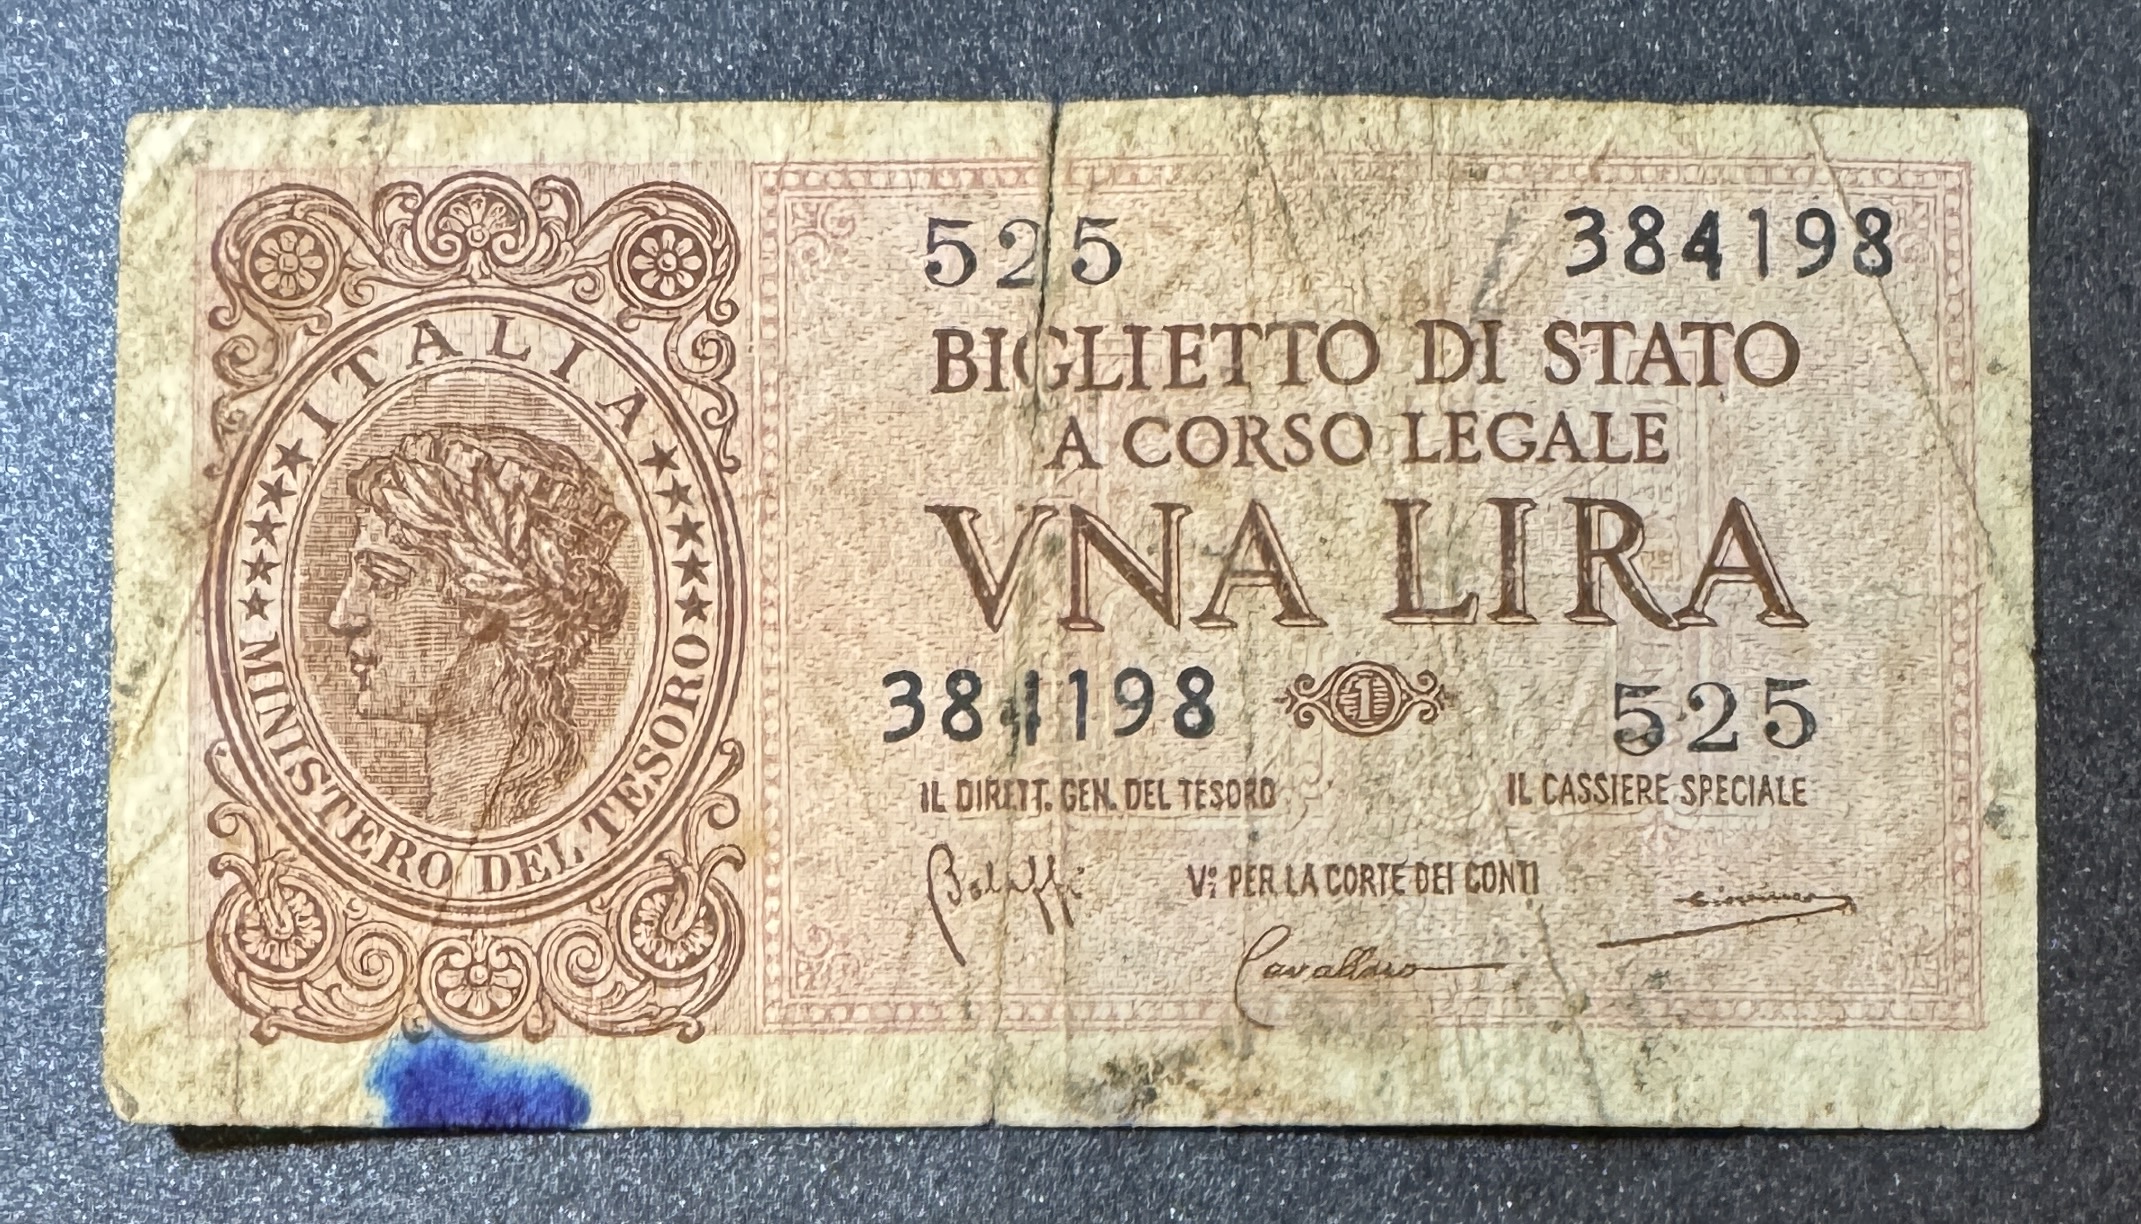 ITALIA
MINISTERO DEL TESORO
525 384198
BIGLIETTO DI STATO
A CORSO LEGALE
VNA LIRA
384198 1 525
IL DIRETT. GEN. DEL TESORO IL CASSIERE SPECIALE
Bolaffi
V: PER LA CORTE DEI CONTI
Cavallaro